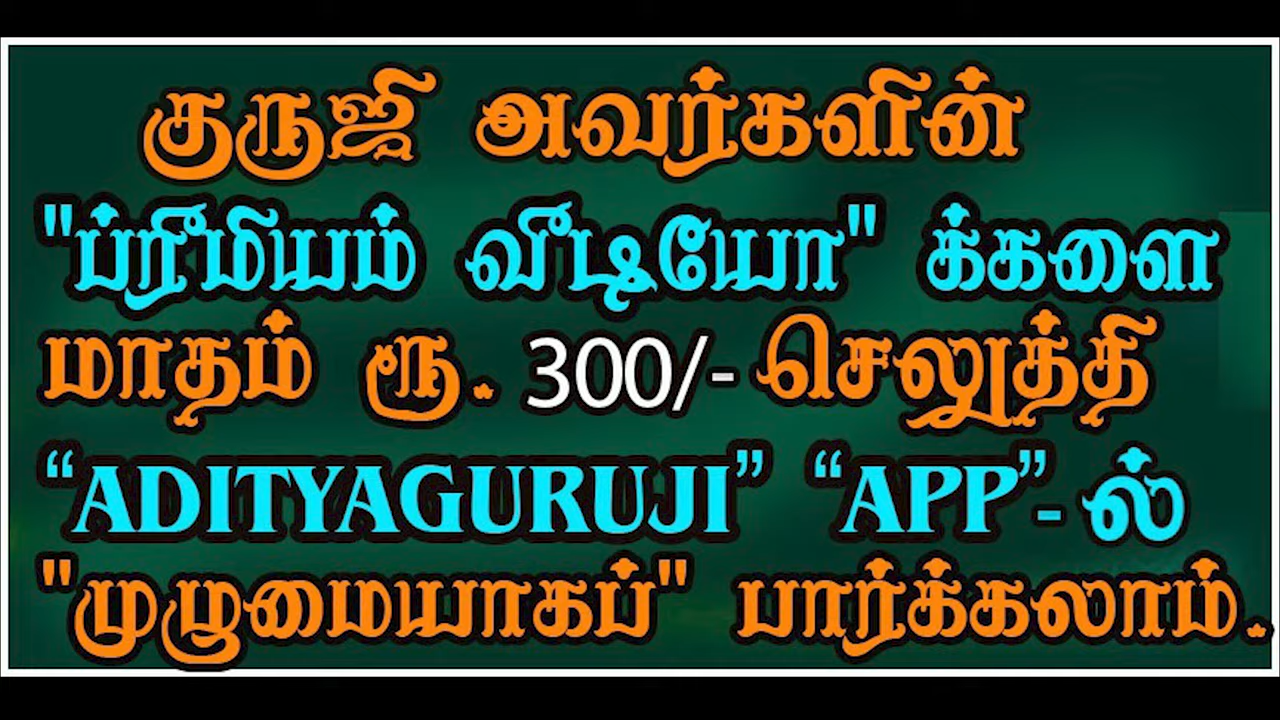 குருஜி அவர்களின்
"ப்ரீமியம் வீடியோ" க்களை
மாதம் ரூ. 300/- செலுத்தி
“ADITYAGURUJI” “APP”- ல்
"முழுமையாகப்" பார்க்கலாம்.